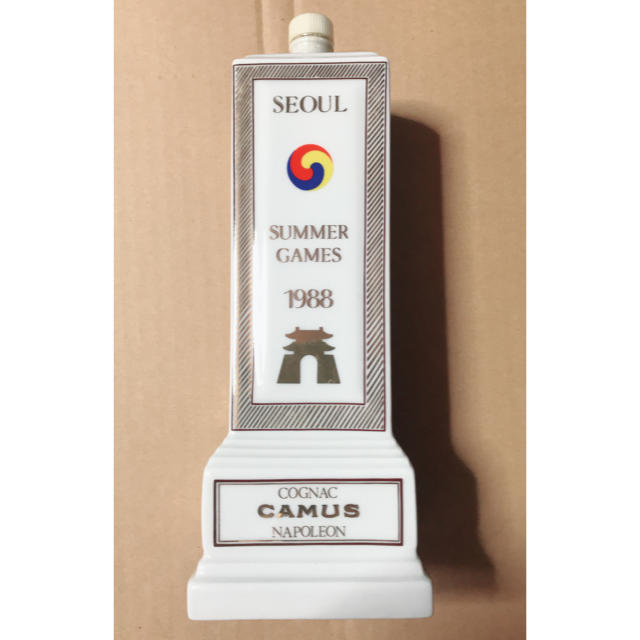 SEOUL
SUMMER
GAMES
1988
COGNAC
CAMUS
NAPOLEON